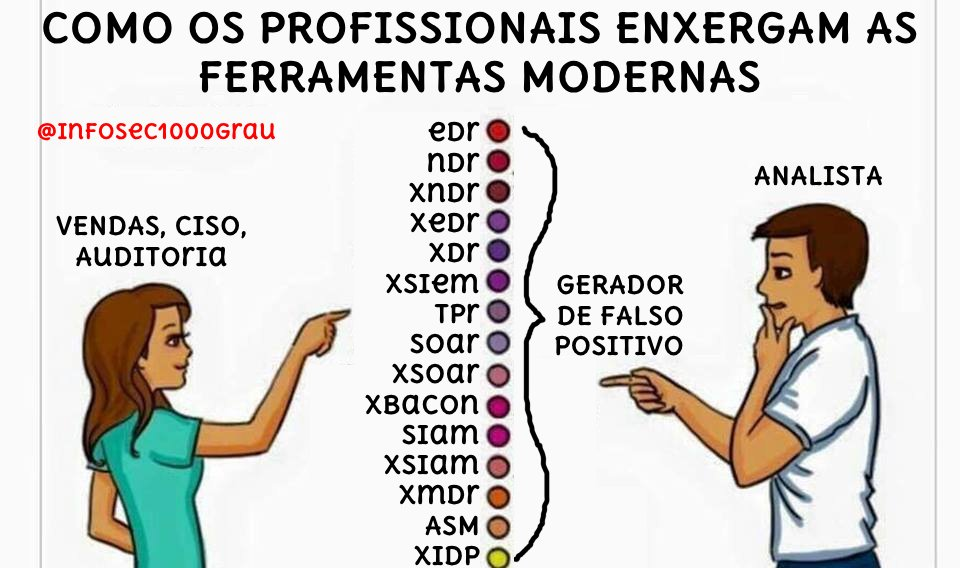 COMO OS PROFISSIONAIS ENXERGAM AS
FERRAMENTAS MODERNAS
@INFOSEC1000GRAU
VENDAS, CISO,
AUDITORIA
EDR
NDR
XNDR
XEDR
XDR
XSIEM
TPR
SOAR
XSOAR
XBACON
SIAM
XSIAM
XMDR
ASM
XIDP
GERADOR
DE FALSO
POSITIVO
ANALISTA